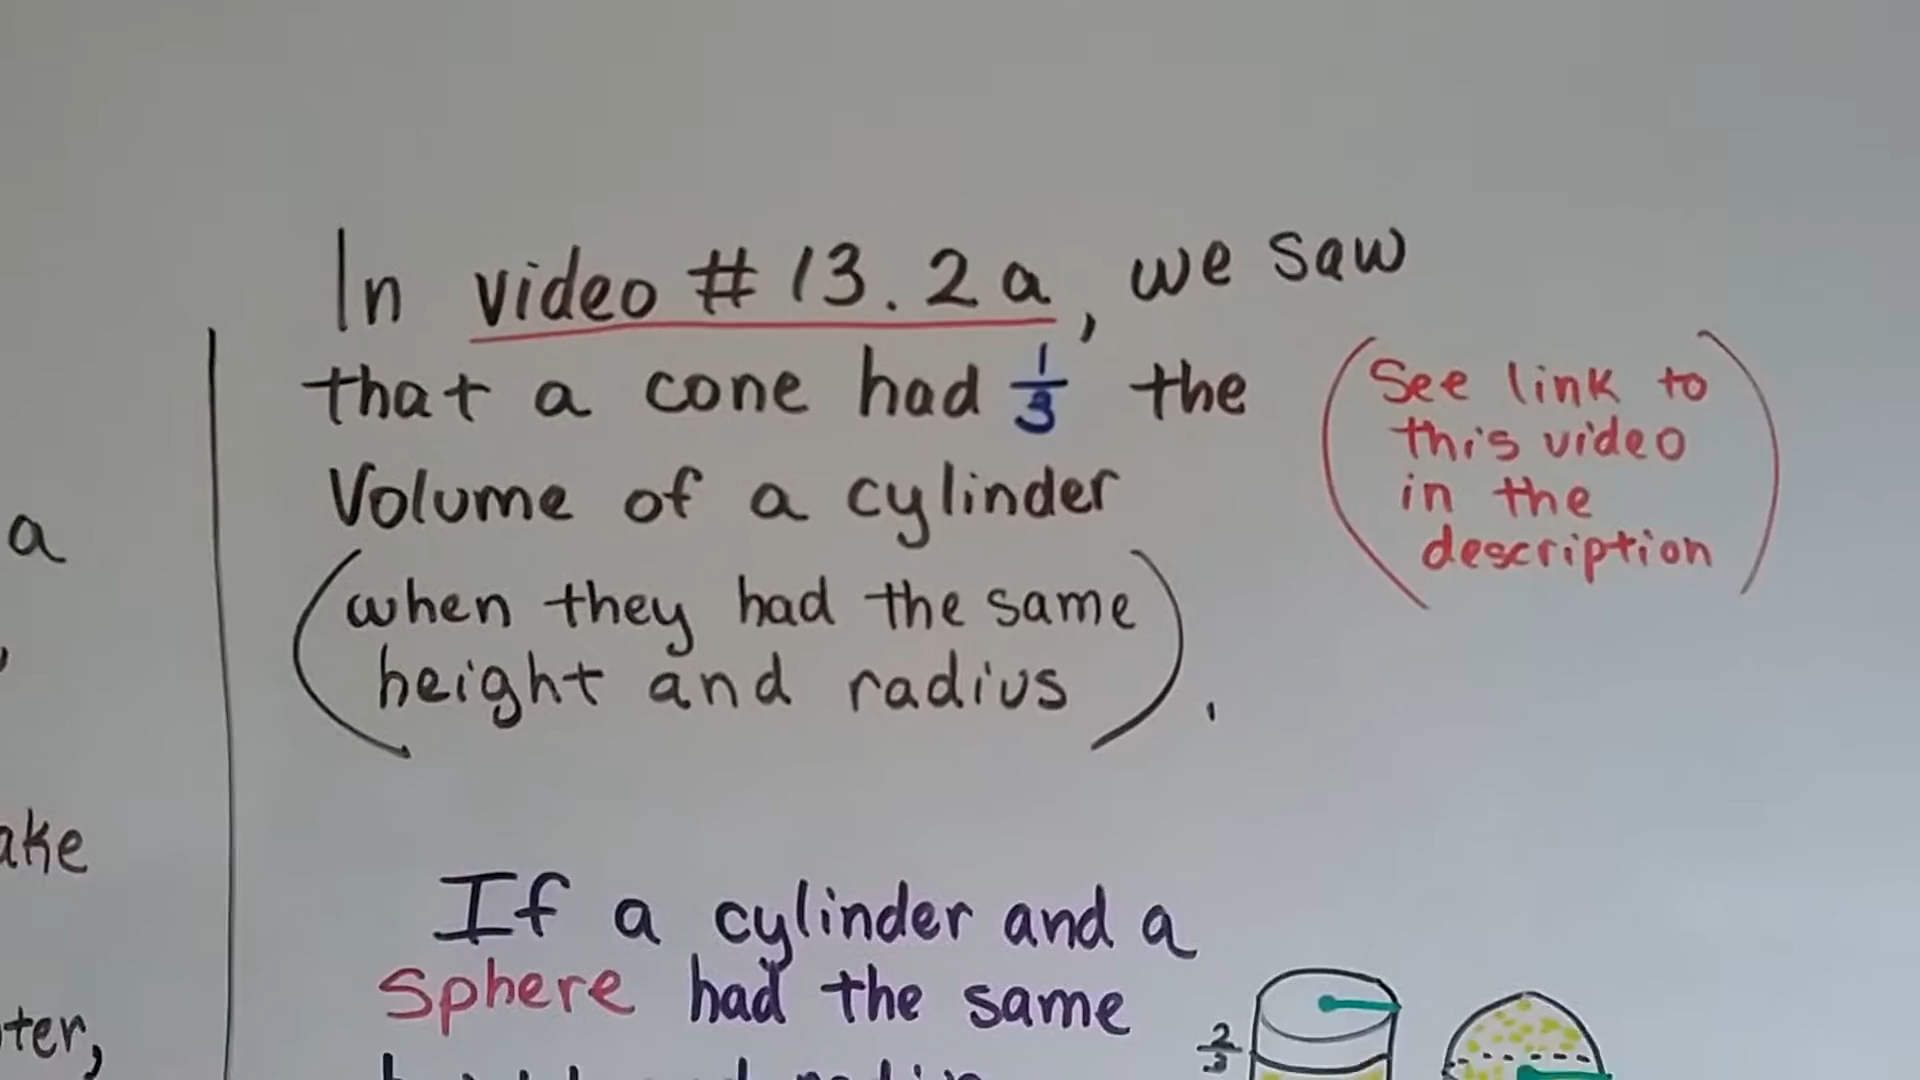 In video # 13.2a, we saw
that a cone had 1/3 the
Volume of a cylinder
(when they had the same
height and radius).
(See link to
this video
in the
description)
If a cylinder and a
sphere had the same
2/3
a
ter,